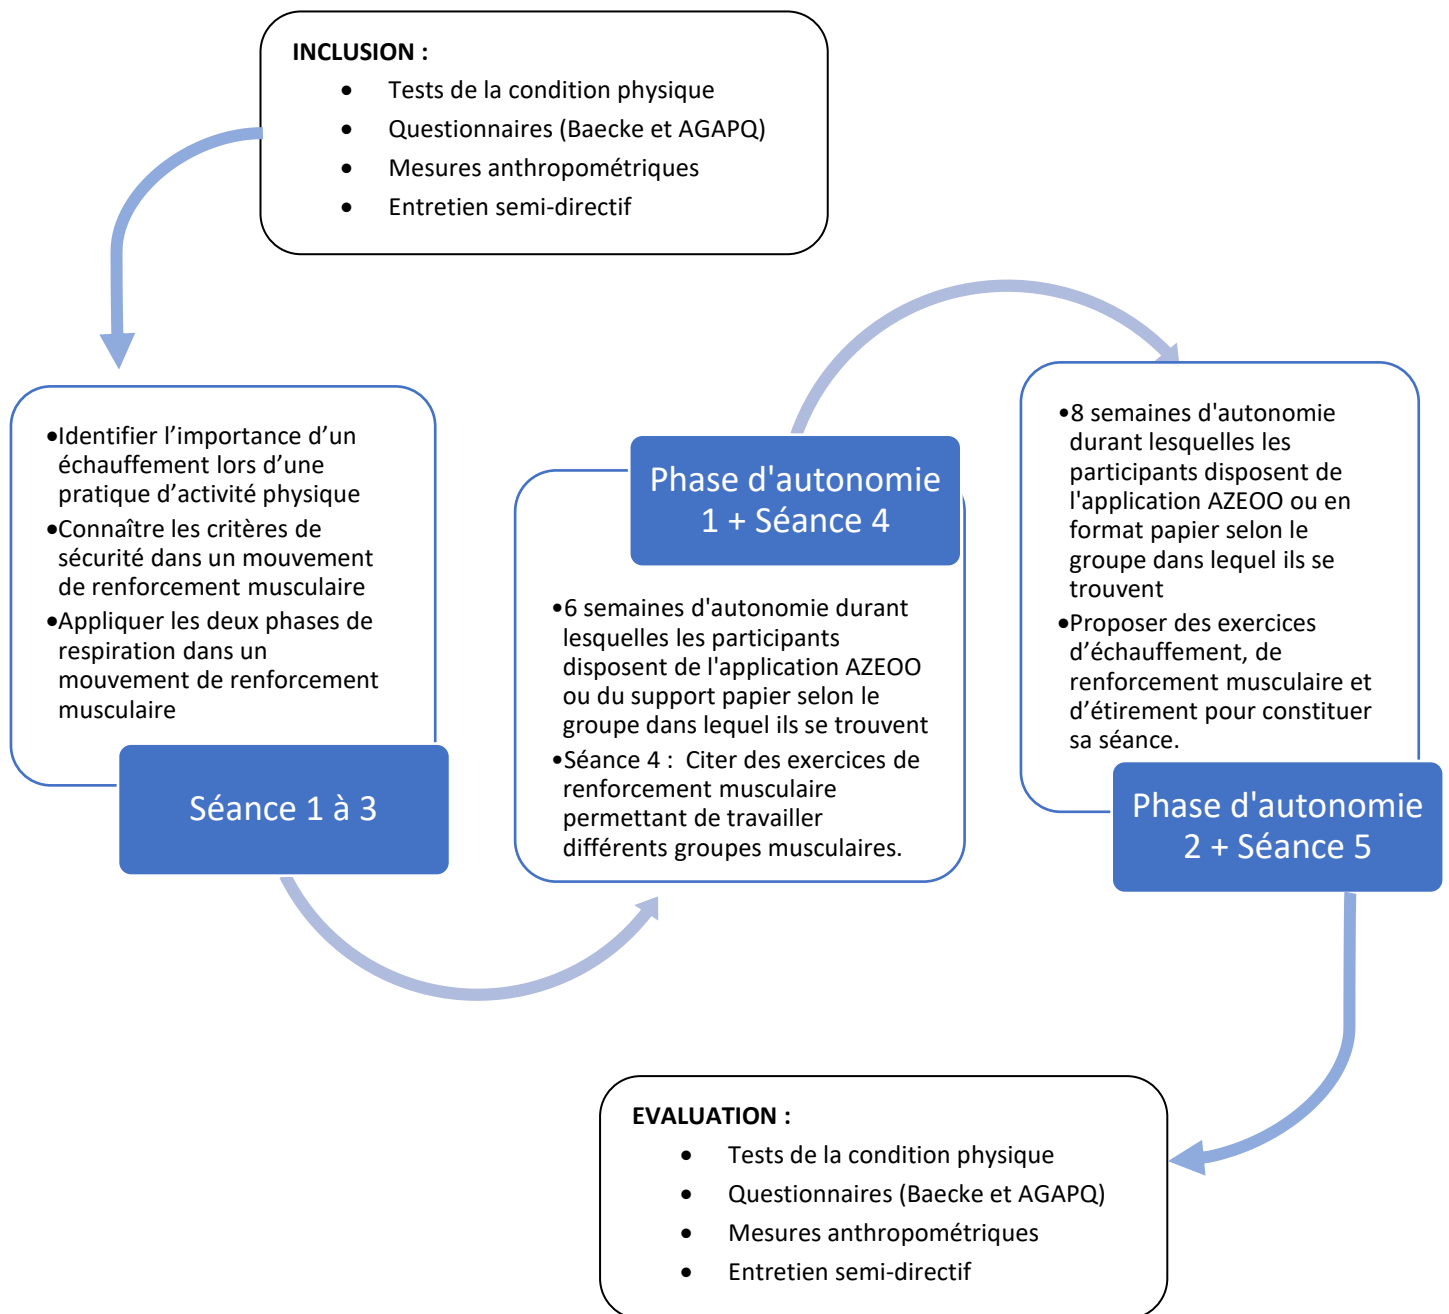 INCLUSION :
• Tests de la condition physique
• Questionnaires (Baecke et AGAPQ)
• Mesures anthropométriques
• Entretien semi-directif
•Identifier l’importance d’un
échauffement lors d’une
pratique d’activité physique
•Connaître les critères de
sécurité dans un mouvement
de renforcement musculaire
•Appliquer les deux phases de
respiration dans un
mouvement de renforcement
musculaire
Séance 1 à 3
Phase d'autonomie
1 + Séance 4
•6 semaines d'autonomie durant
lesquelles les participants
disposent de l'application AZEOO
ou du support papier selon le
groupe dans lequel ils se trouvent
•Séance 4 : Citer des exercices de
renforcement musculaire
permettant de travailler
différents groupes musculaires.
•8 semaines d'autonomie
durant lesquelles les
participants disposent de
l'application AZEOO ou en
format papier selon le
groupe dans lequel ils se
trouvent
•Proposer des exercices
d’échauffement, de
renforcement musculaire et
d’étirement pour constituer
sa séance.
Phase d'autonomie
2 + Séance 5
EVALUATION :
• Tests de la condition physique
• Questionnaires (Baecke et AGAPQ)
• Mesures anthropométriques
• Entretien semi-directif